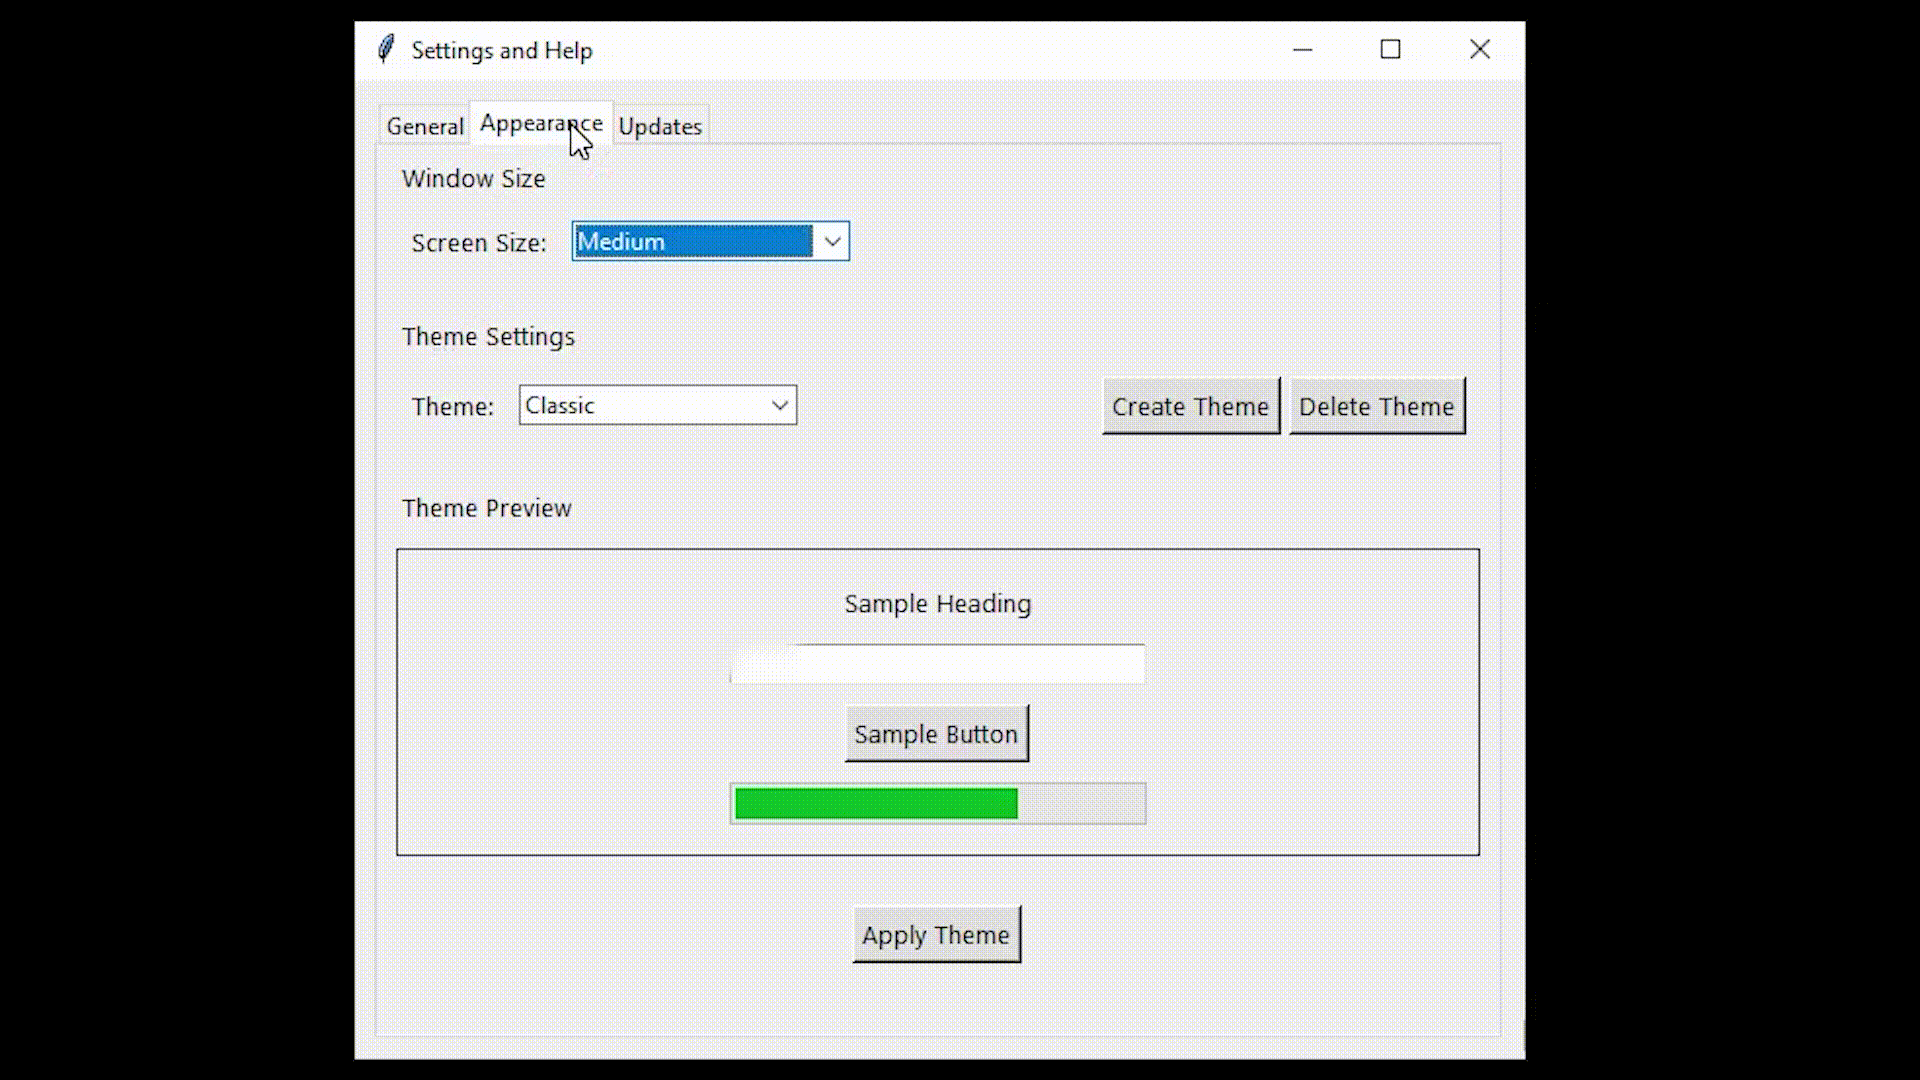 Settings and Help
General Appearance Updates
Window Size
Screen Size: Medium
Theme Settings
Theme: Classic Create Theme Delete Theme
Theme Preview
Sample Heading
Sample Button
Apply Theme